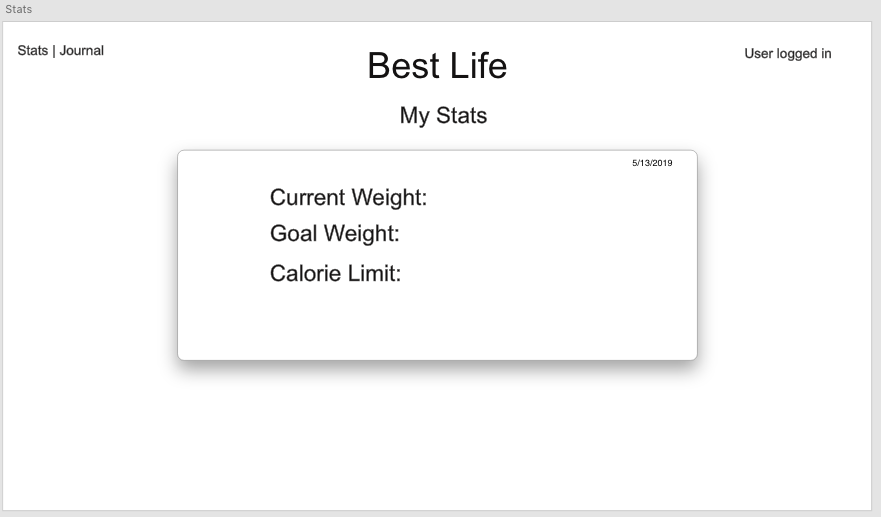 Stats
Stats | Journal
Best Life
User logged in
My Stats
5/13/2019
Current Weight:
Goal Weight:
Calorie Limit: